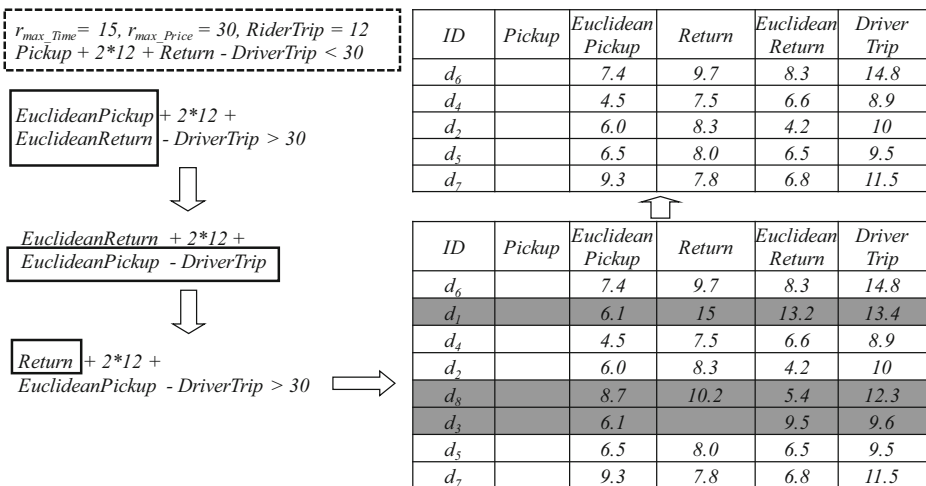 r_max_Time = 15, r_max_Price = 30, RiderTrip = 12
Pickup + 2*12 + Return - DriverTrip < 30
EuclideanPickup + 2*12 +
EuclideanReturn - DriverTrip > 30
EuclideanReturn + 2*12 +
EuclideanPickup - DriverTrip
Return + 2*12 +
EuclideanPickup - DriverTrip > 30
ID Pickup Euclidean Pickup Return Euclidean Return Driver Trip
d6 7.4 9.7 8.3 14.8
d4 4.5 7.5 6.6 8.9
d2 6.0 8.3 4.2 10
d5 6.5 8.0 6.5 9.5
d7 9.3 7.8 6.8 11.5
ID Pickup Euclidean Pickup Return Euclidean Return Driver Trip
d6 7.4 9.7 8.3 14.8
d1 6.1 15 13.2 13.4
d4 4.5 7.5 6.6 8.9
d2 6.0 8.3 4.2 10
d8 8.7 10.2 5.4 12.3
d3 6.1 9.5 9.6
d5 6.5 8.0 6.5 9.5
d7 9.3 7.8 6.8 11.5